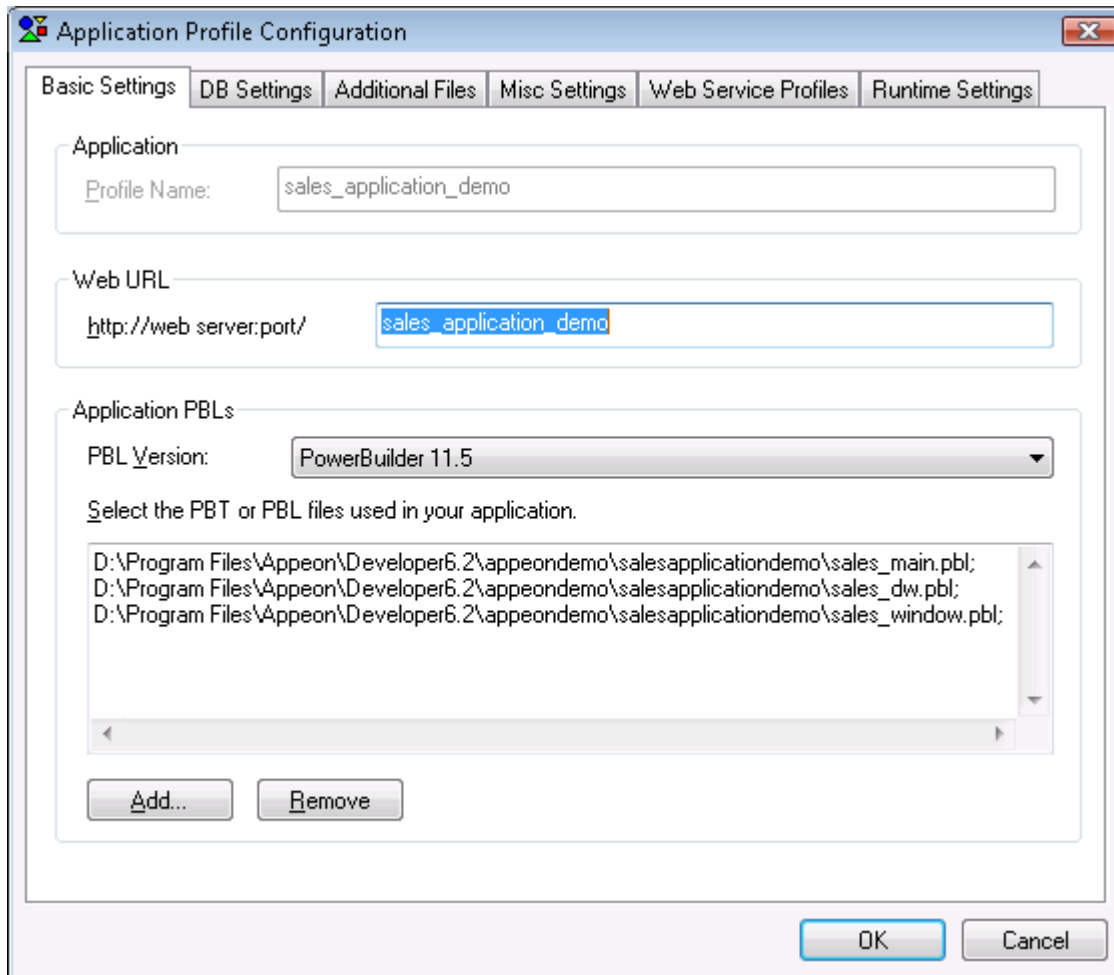 Application Profile Configuration
Basic Settings DB Settings Additional Files Misc Settings Web Service Profiles Runtime Settings
Application
Profile Name: sales_application_demo
Web URL
http://web server:port/ sales_application_demo
Application PBLs
PBL Version: PowerBuilder 11.5
Select the PBT or PBL files used in your application.
D:\Program Files\Appeon\Developer6.2\appeondemo\salesapplicationdemo\sales_main.pbl;
D:\Program Files\Appeon\Developer6.2\appeondemo\salesapplicationdemo\sales_dw.pbl;
D:\Program Files\Appeon\Developer6.2\appeondemo\salesapplicationdemo\sales_window.pbl;
Add... Remove
OK Cancel